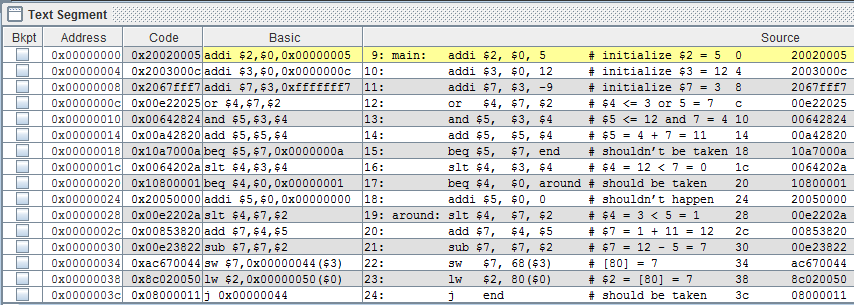 Text Segment
Bkpt Address Code Basic Source
0x00000000 0x20020005 addi $2,$0,0x00000005 9: main: addi $2, $0, 5 # initialize $2 = 5 0 20020005
0x00000004 0x2003000c addi $3,$0,0x0000000c 10: addi $3, $0, 12 # initialize $3 = 12 4 2003000c
0x00000008 0x2067fff7 addi $7,$3,0xfffffff7 11: addi $7, $3, -9 # initialize $7 = 3 8 2067fff7
0x0000000c 0x00e22025 or $4,$7,$2 12: or $4, $7, $2 # $4 <= 3 or 5 = 7 c 00e22025
0x00000010 0x00642824 and $5,$3,$4 13: and $5, $3, $4 # $5 <= 12 and 7 = 4 10 00642824
0x00000014 0x00a42820 add $5,$5,$4 14: add $5, $5, $4 # $5 = 4 + 7 = 11 14 00a42820
0x00000018 0x10a7000a beq $5,$7,0x0000000a 15: beq $5, $7, end # shouldn't be taken 18 10a7000a
0x0000001c 0x0064202a slt $4,$3,$4 16: slt $4, $3, $4 # $4 = 12 < 7 = 0 1c 0064202a
0x00000020 0x10800001 beq $4,$0,0x00000001 17: beq $4, $0, around # should be taken 20 10800001
0x00000024 0x20050000 addi $5,$0,0x00000000 18: addi $5, $0, 0 # shouldn't happen 24 20050000
0x00000028 0x00e2202a slt $4,$7,$2 19: around: slt $4, $7, $2 # $4 = 3 < 5 = 1 28 00e2202a
0x0000002c 0x00853820 add $7,$4,$5 20: add $7, $4, $5 # $7 = 1 + 11 = 12 2c 00853820
0x00000030 0x00e23822 sub $7,$7,$2 21: sub $7, $7, $2 # $7 = 12 - 5 = 7 30 00e23822
0x00000034 0xac670044 sw $7,0x00000044($3) 22: sw $7, 68($3) # [80] = 7 34 ac670044
0x00000038 0x8c020050 lw $2,0x00000050($0) 23: lw $2, 80($0) # $2 = [80] = 7 38 8c020050
0x0000003c 0x08000011 j 0x00000044 24: j end # should be taken 3c 08000011